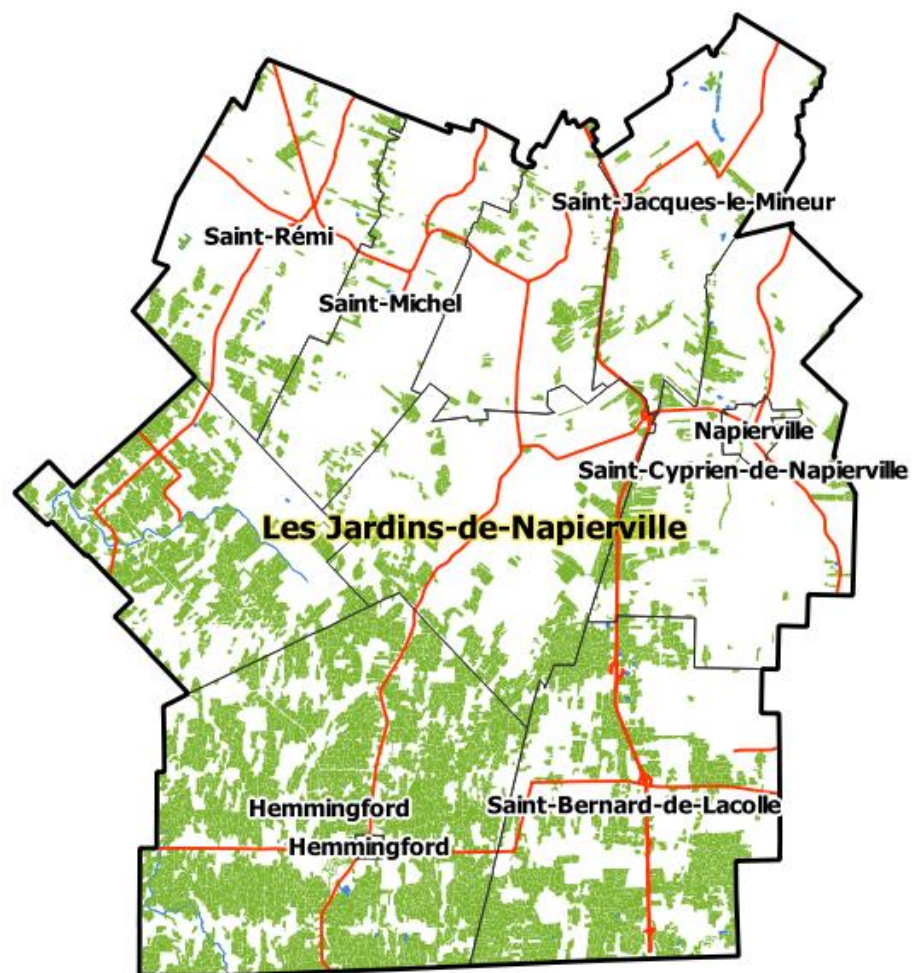 Saint-Jacques-le-Mineur
Saint-Rémi
Saint-Michel
Napierville
Saint-Cyprien-de-Napierville
Les Jardins-de-Napierville
Hemmingford
Saint-Bernard-de-Lacolle
Hemmingford